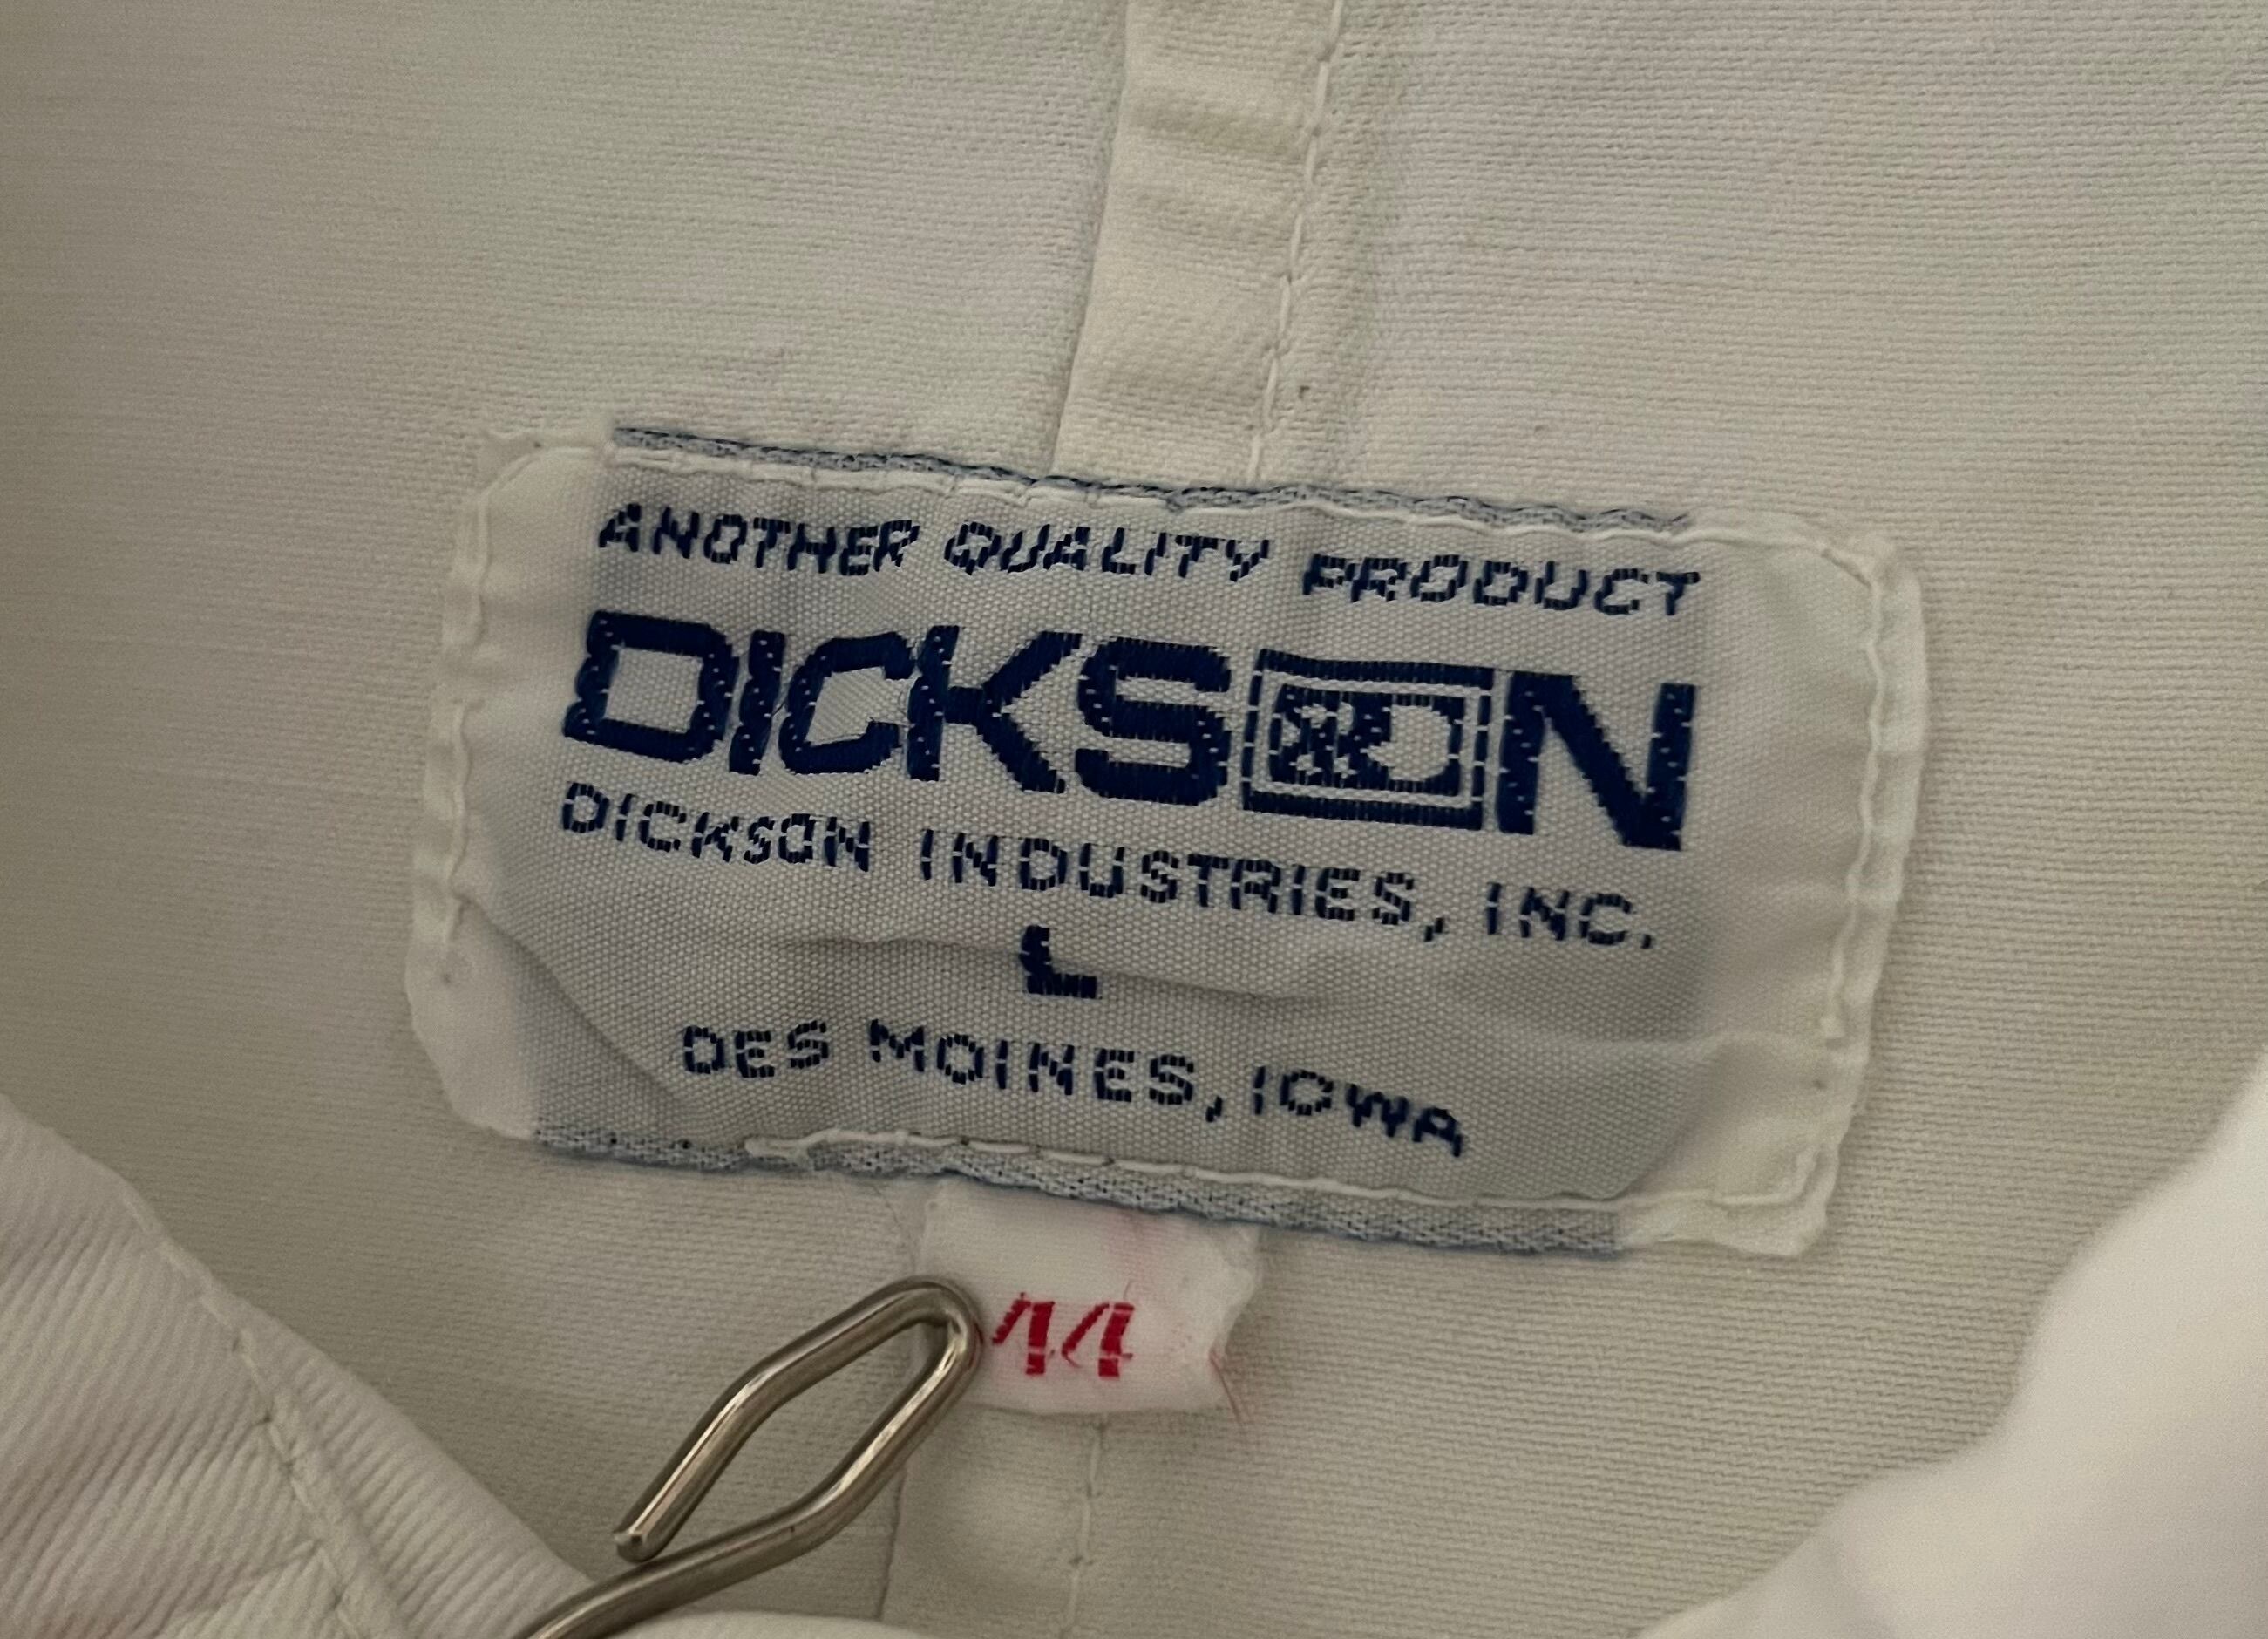 ANOTHER QUALITY PRODUCT
DICKSON
DICKSON INDUSTRIES, INC.
L
DES MOINES, IOWA
44